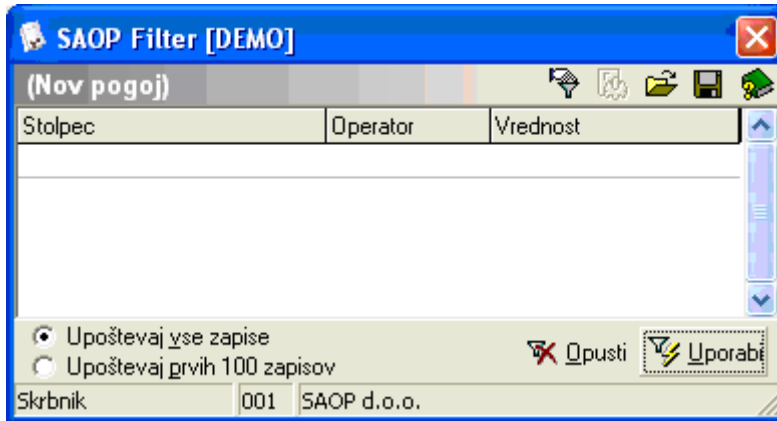 SAOP Filter [DEMO]
(Nov pogoj)
Stolpec Operator Vrednost
Upoštevaj vse zapise
Upoštevaj prvih 100 zapisov
Opusti Uporabi
Skrbnik 001 SAOP d.o.o.